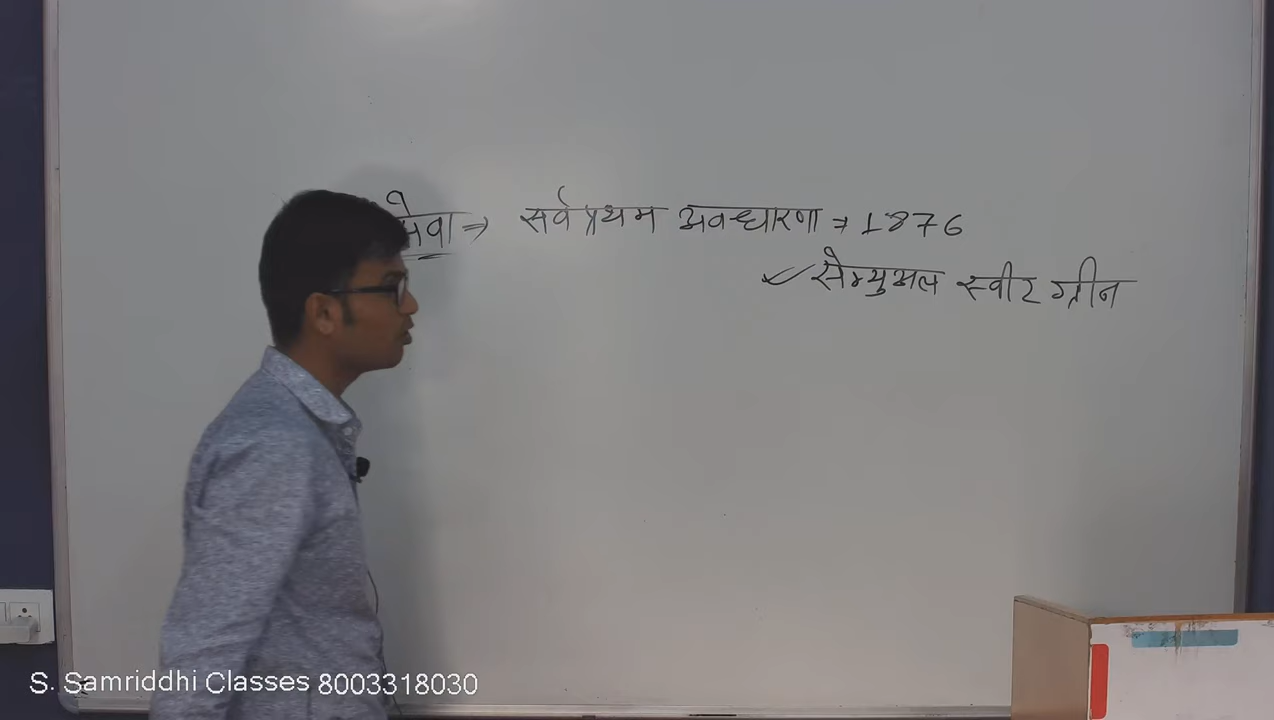 सेवा ⇒ सर्वप्रथम अवधारणा ⇒ 1876
✓ सैम्युअल स्वीट ग्रीन
S. Samriddhi Classes 8003318030